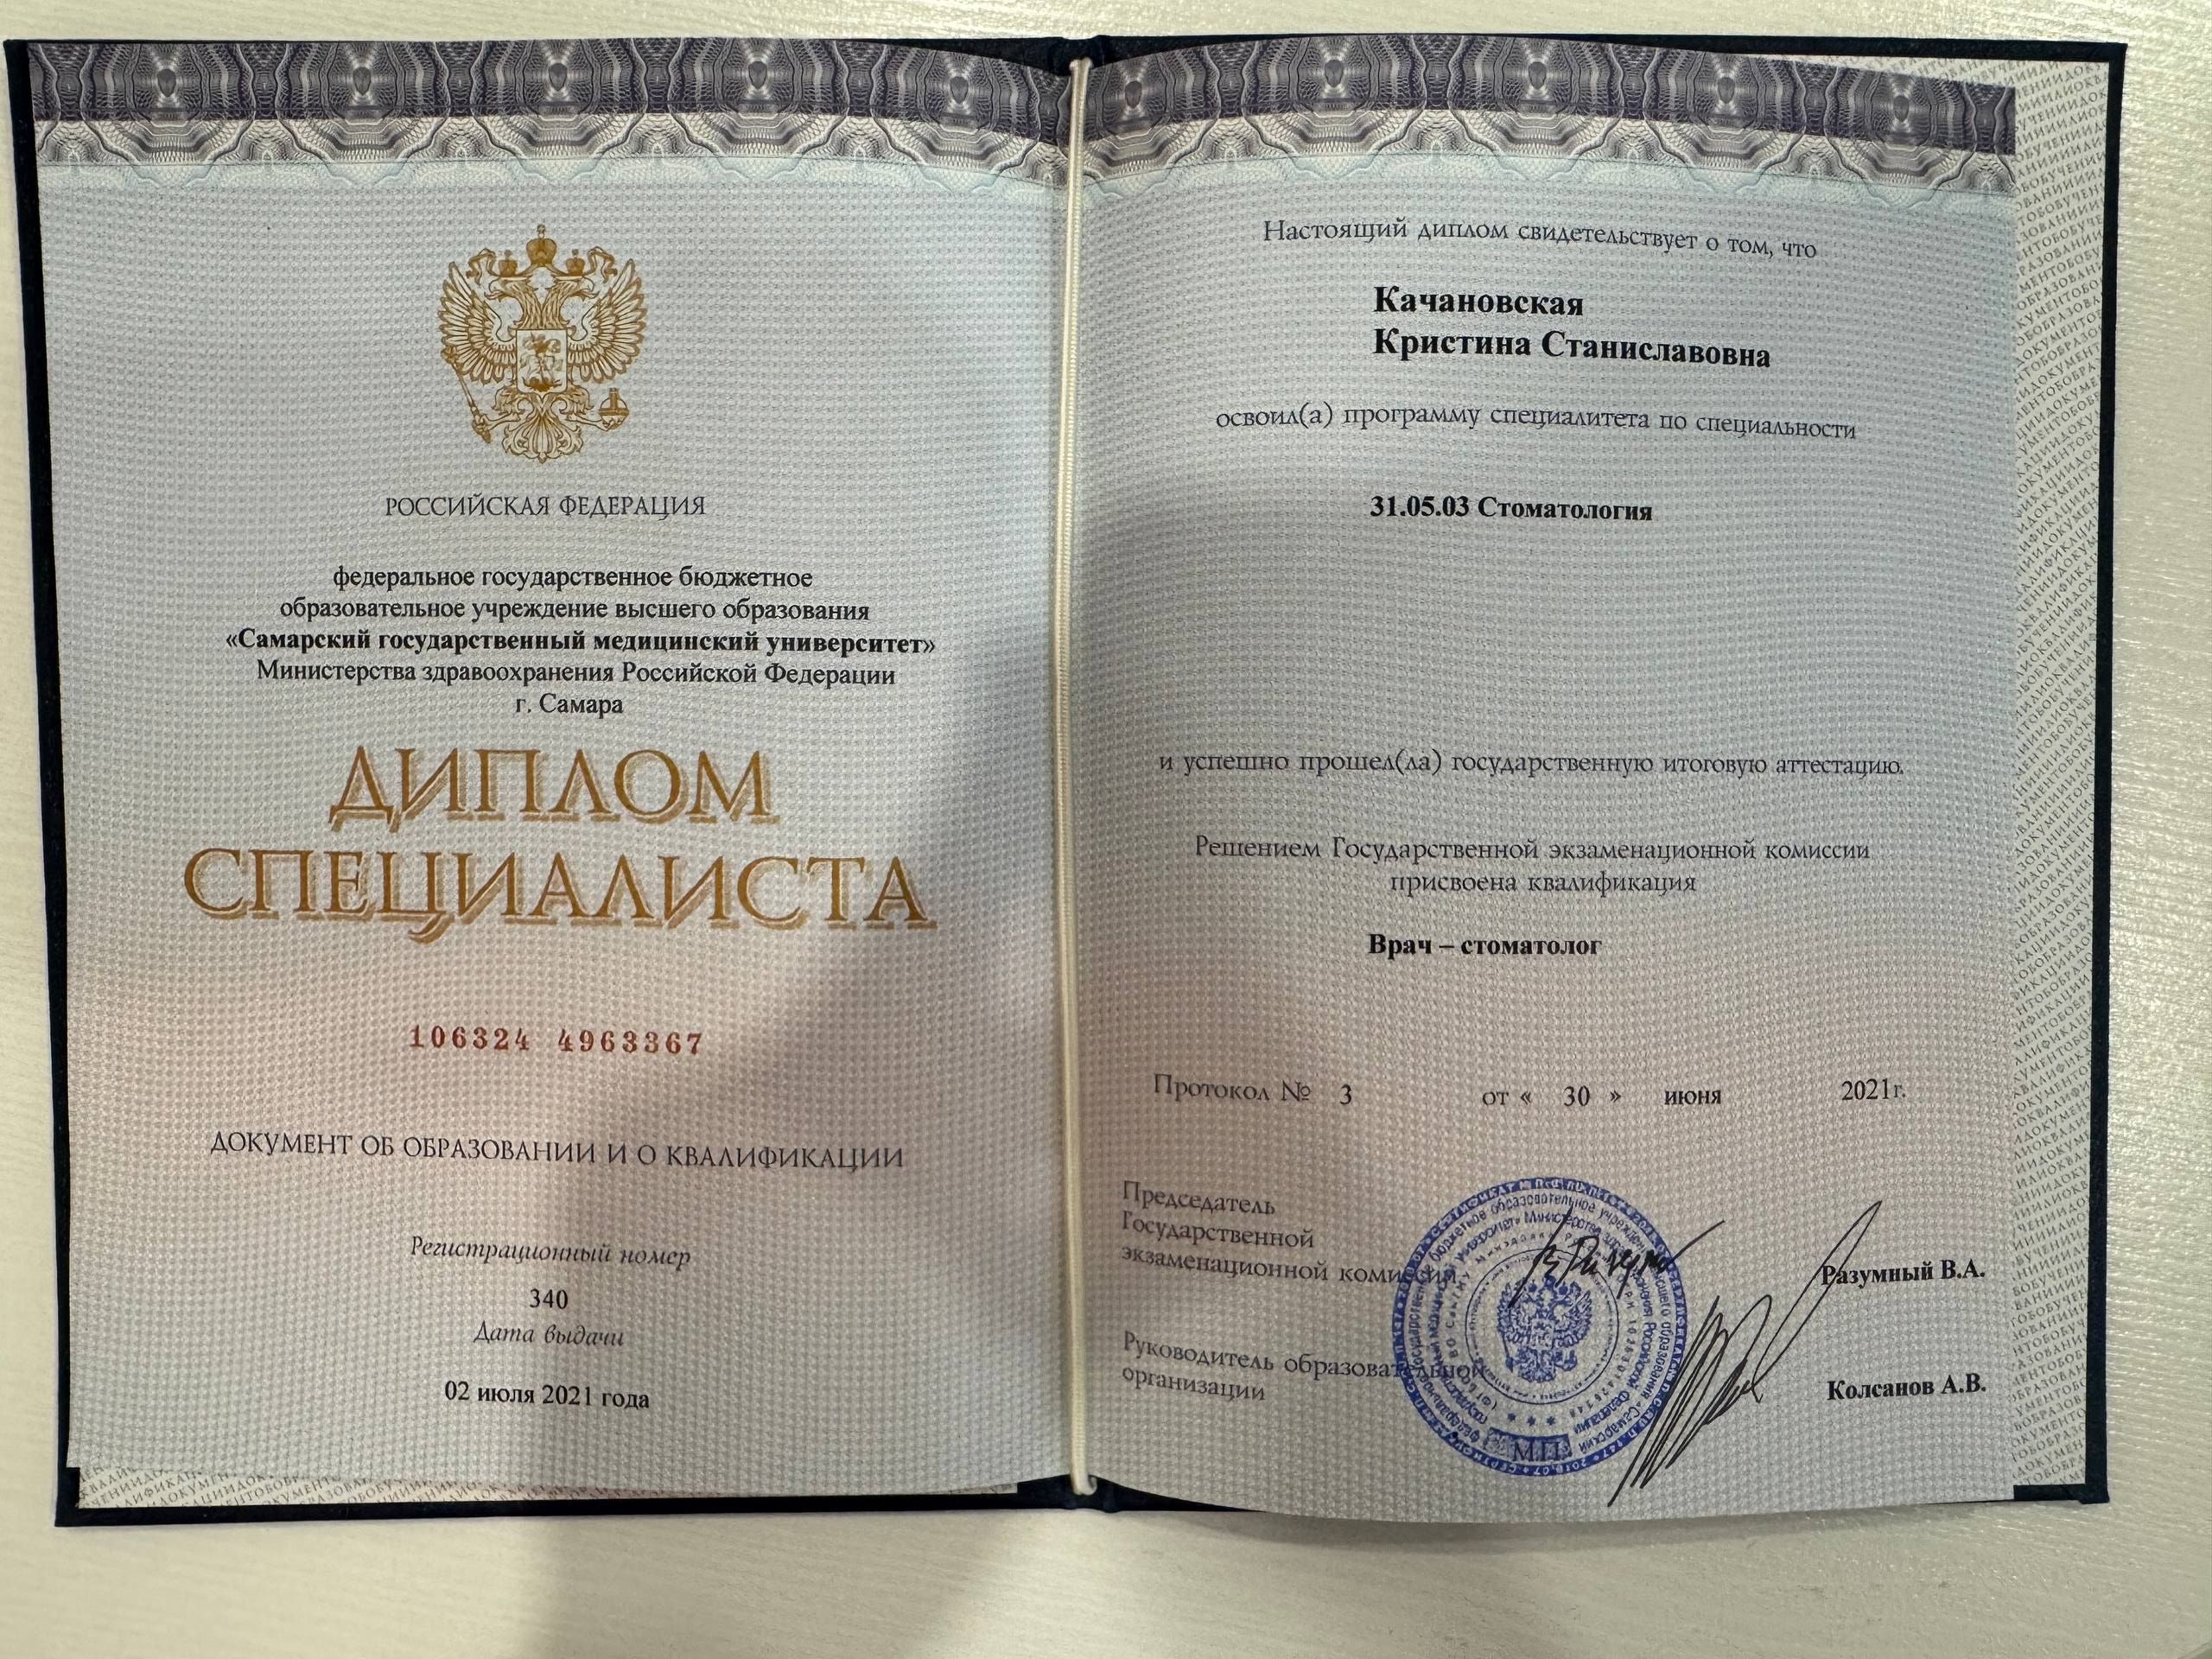 РОССИЙСКАЯ ФЕДЕРАЦИЯ
федеральное государственное бюджетное
образовательное учреждение высшего образования
«Самарский государственный медицинский университет»
Министерства здравоохранения Российской Федерации
г. Самара
ДИПЛОМ
СПЕЦИАЛИСТА
106324 4963367
ДОКУМЕНТ ОБ ОБРАЗОВАНИИ И О КВАЛИФИКАЦИИ
Регистрационный номер
340
Дата выдачи
02 июля 2021 года
Настоящий диплом свидетельствует о том, что
Качановская
Кристина Станиславовна
освоил(а) программу специалитета по специальности
31.05.03 Стоматология
и успешно прошел(ла) государственную итоговую аттестацию.
Решением Государственной экзаменационной комиссии
присвоена квалификация
Врач – стоматолог
Протокол № 3 от « 30 » июня 2021г.
Председатель
Государственной
экзаменационной комиссии
Разумный В.А.
Руководитель образовательной
организации
Колсанов А.В.
М.П.